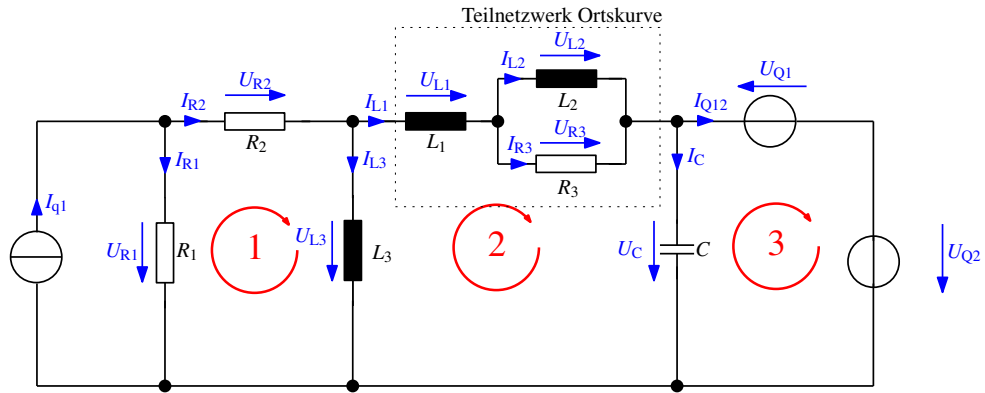 Teilnetzwerk Ortskurve
U_L2
I_L2
L_2
U_R2
I_R2
R_2
U_L1
I_L1
L_1
U_R3
I_R3
R_3
U_Q1
I_Q12
I_R1
I_L3
I_C
I_q1
U_R1
R_1
1
U_L3
L_3
2
U_C
C
3
U_Q2